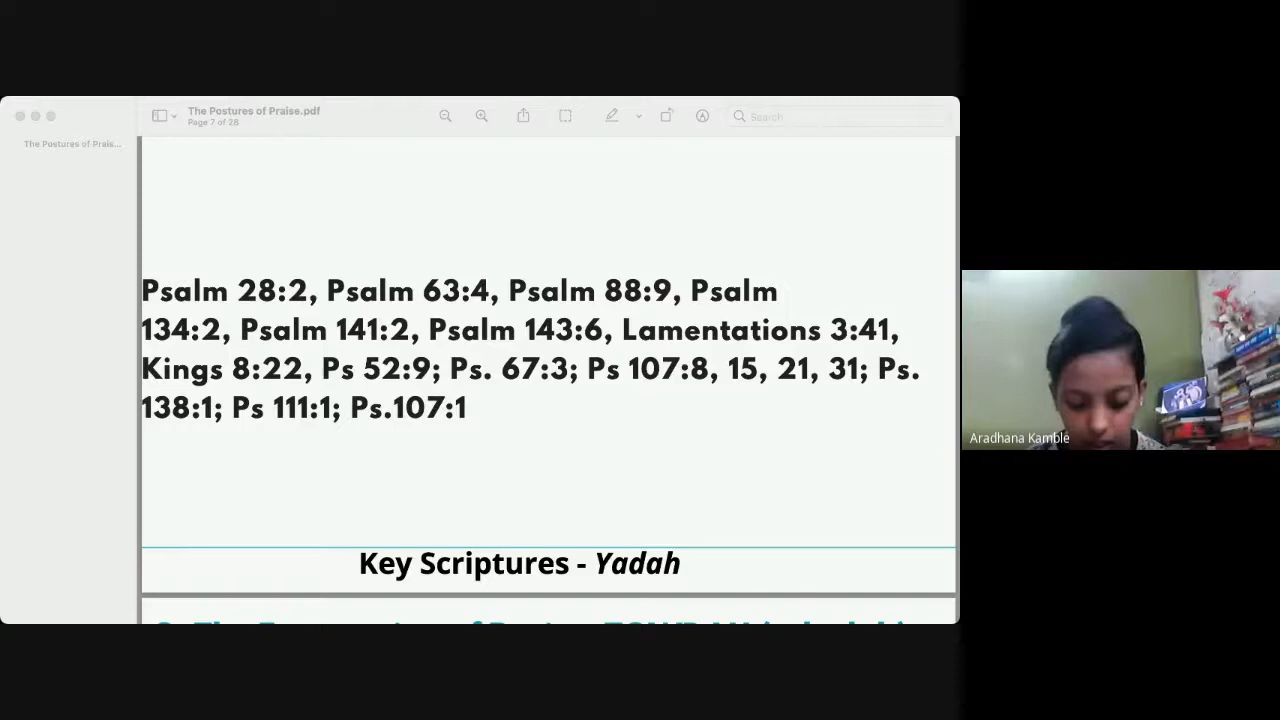 The Postures of Praise.pdf
Page 7 of 28
Search
The Postures of Prais...
Psalm 28:2, Psalm 63:4, Psalm 88:9, Psalm
134:2, Psalm 141:2, Psalm 143:6, Lamentations 3:41,
Kings 8:22, Ps 52:9; Ps. 67:3; Ps 107:8, 15, 21, 31; Ps.
138:1; Ps 111:1; Ps.107:1
Key Scriptures - Yadah
Aradhana Kamble